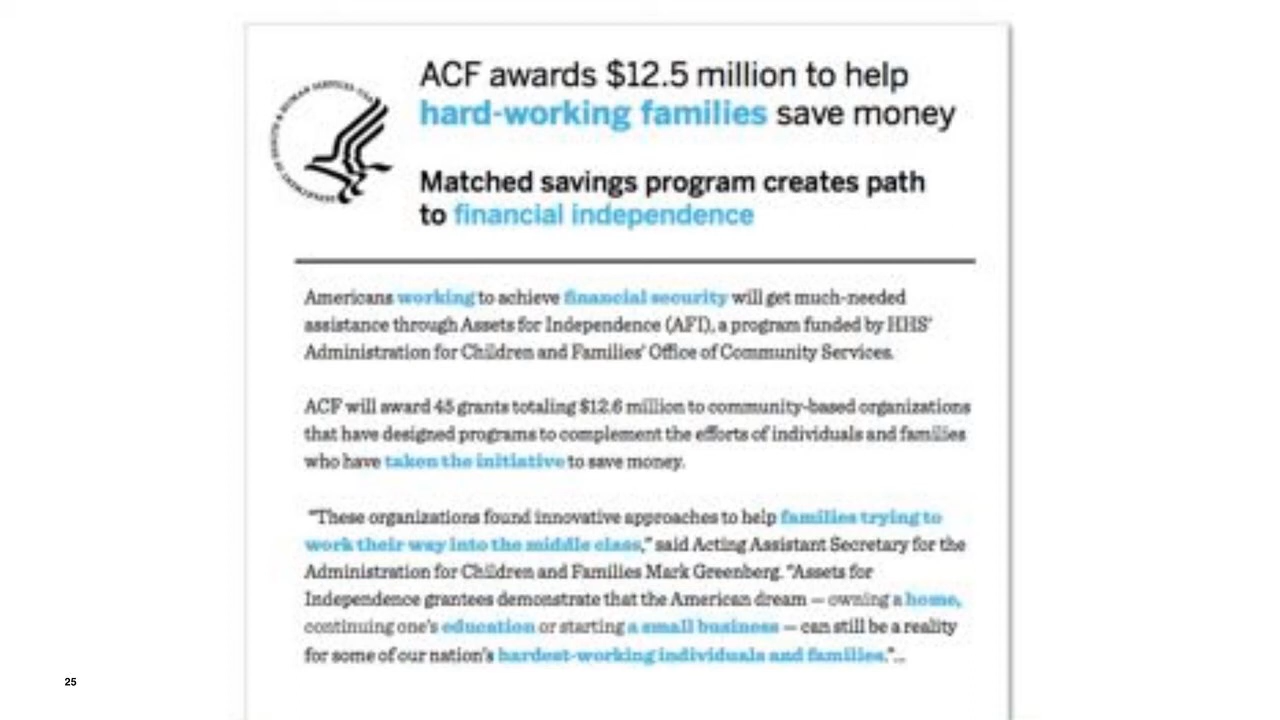 DEPARTMENT OF HEALTH & HUMAN SERVICES · USA
ACF awards $12.5 million to help
hard-working families save money
Matched savings program creates path
to financial independence
Americans working to achieve financial security will get much-needed
assistance through Assets for Independence (AFI), a program funded by HHS'
Administration for Children and Families' Office of Community Services.
ACF will award 45 grants totaling $12.6 million to community-based organizations
that have designed programs to complement the efforts of individuals and families
who have taken the initiative to save money.
"These organizations found innovative approaches to help families trying to
work their way into the middle class," said Acting Assistant Secretary for the
Administration for Children and Families Mark Greenberg. "Assets for
Independence grantees demonstrate that the American dream — owning a home,
continuing one's education or starting a small business — can still be a reality
for some of our nation's hardest-working individuals and families."...
25